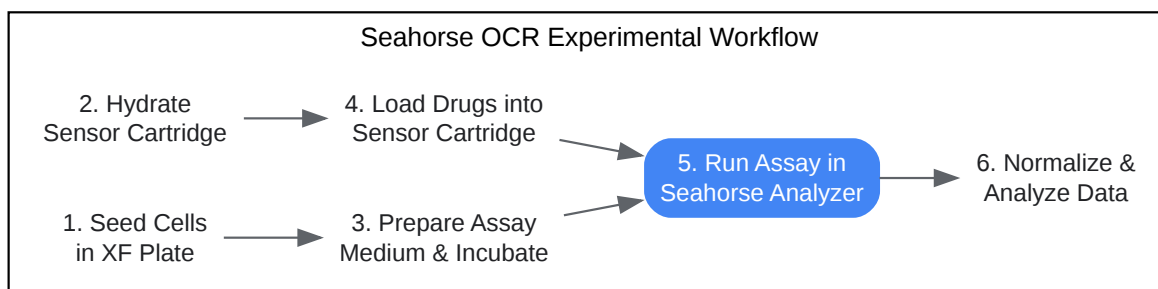 Seahorse OCR Experimental Workflow
2. Hydrate
Sensor Cartridge
4. Load Drugs into
Sensor Cartridge
5. Run Assay in
Seahorse Analyzer
6. Normalize &
Analyze Data
1. Seed Cells
in XF Plate
3. Prepare Assay
Medium & Incubate